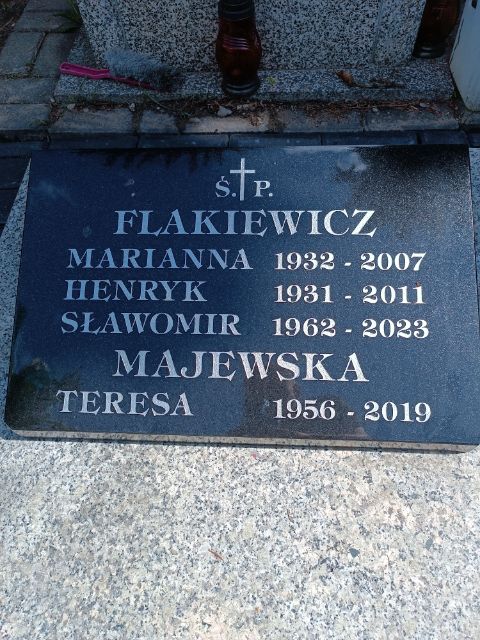 Ś. P.
FLAKIEWICZ
MARIANNA 1932 - 2007
HENRYK 1931 - 2011
SŁAWOMIR 1962 - 2023
MAJEWSKA
TERESA 1956 - 2019